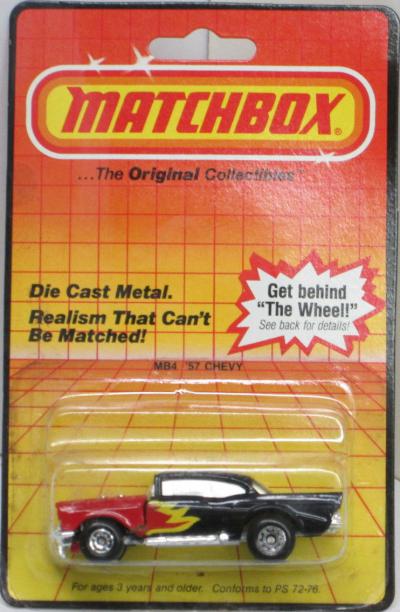 MATCHBOX®
...The Original Collectibles™
Die Cast Metal.
Realism That Can't
Be Matched!
Get behind
"The Wheel!"
See back for details!
MB4 '57 CHEVY
For ages 3 years and older. Conforms to PS 72-76.